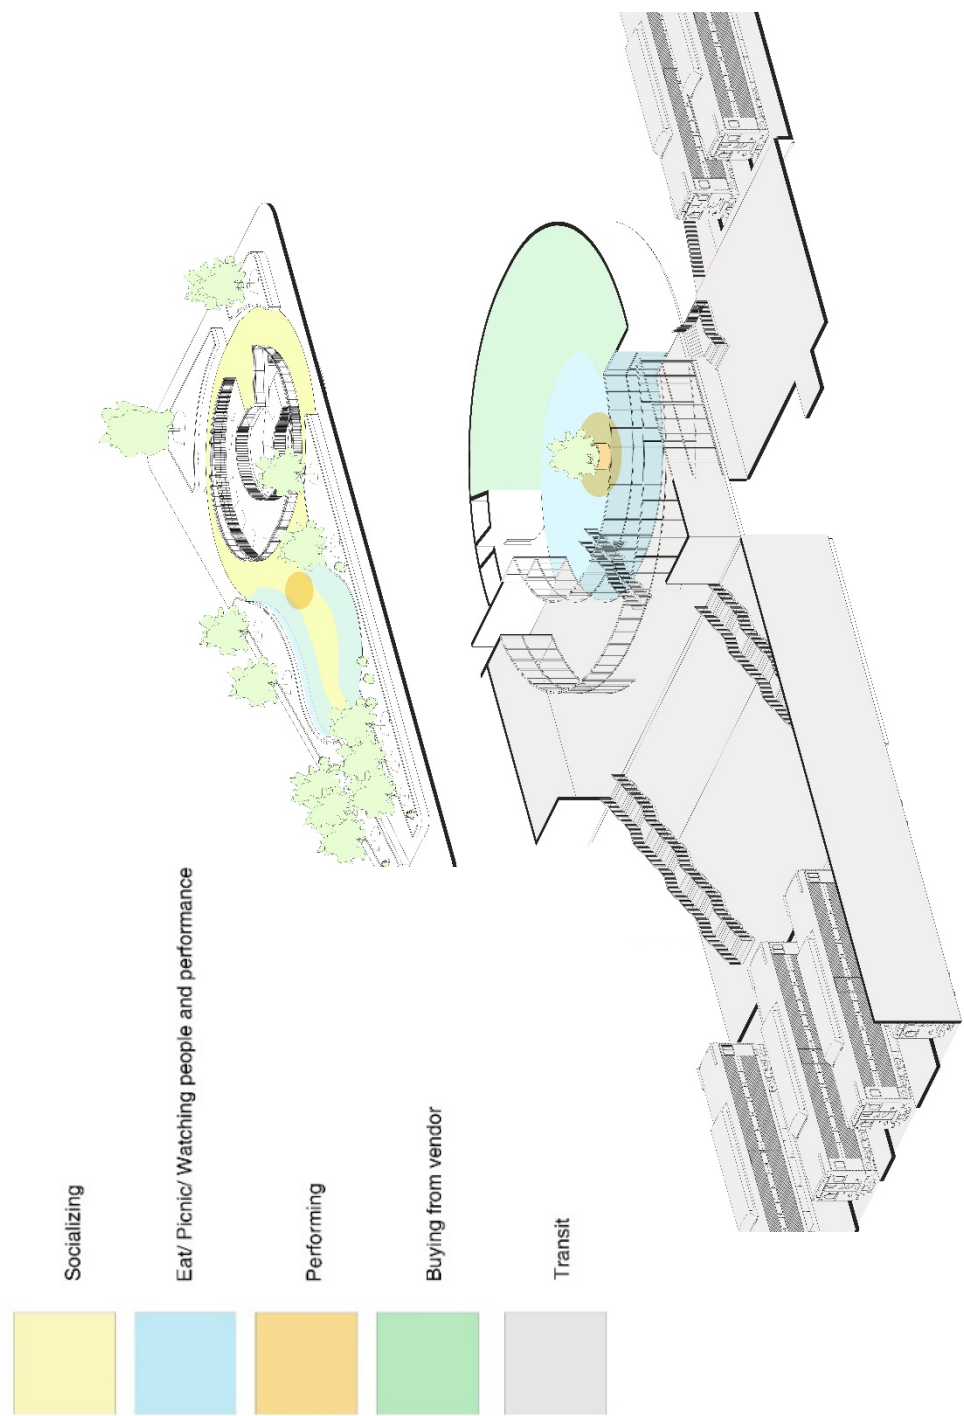 Socializing
Eat/ Picnic/ Watching people and performance
Performing
Buying from vendor
Transit